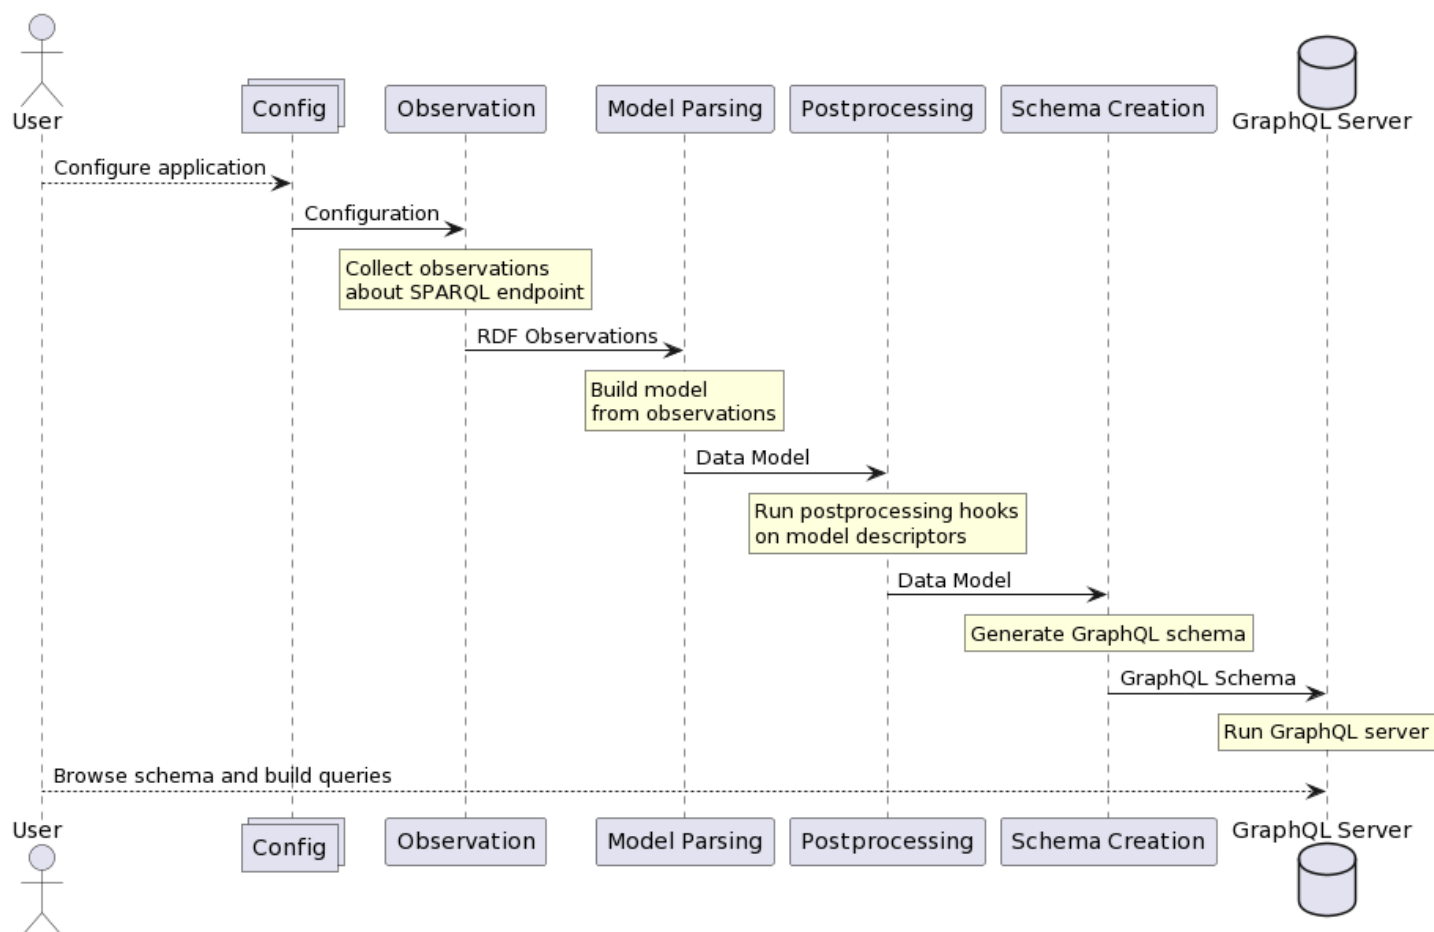 User
Config
Observation
Model Parsing
Postprocessing
Schema Creation
GraphQL Server
Configure application
Configuration
Collect observations
about SPARQL endpoint
RDF Observations
Build model
from observations
Data Model
Run postprocessing hooks
on model descriptors
Data Model
Generate GraphQL schema
GraphQL Schema
Run GraphQL server
Browse schema and build queries
User
Config
Observation
Model Parsing
Postprocessing
Schema Creation
GraphQL Server